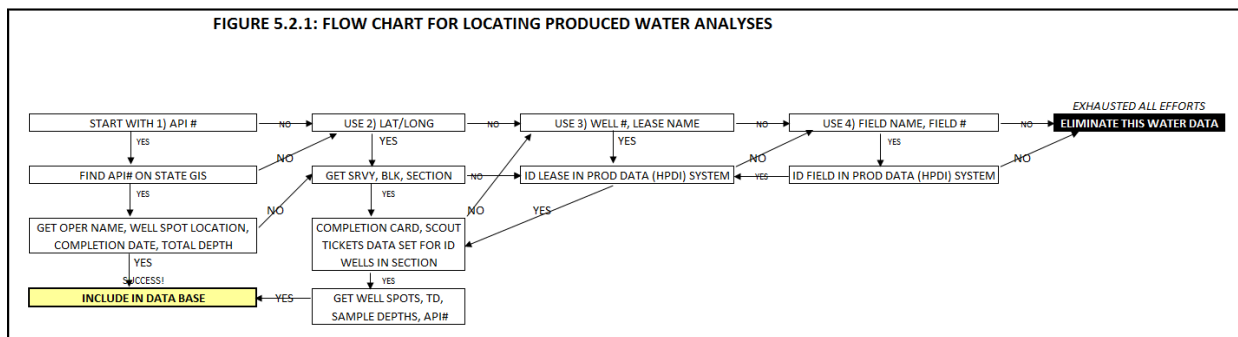 FIGURE 5.2.1: FLOW CHART FOR LOCATING PRODUCED WATER ANALYSES
EXHAUSTED ALL EFFORTS
START WITH 1) API #
NO
USE 2) LAT/LONG
NO
USE 3) WELL #, LEASE NAME
NO
USE 4) FIELD NAME, FIELD #
NO
ELIMINATE THIS WATER DATA
YES
YES
YES
YES
NO
NO
NO
FIND API# ON STATE GIS
GET SRVY, BLK, SECTION
NO
ID LEASE IN PROD DATA (HPDI) SYSTEM
YES
ID FIELD IN PROD DATA (HPDI) SYSTEM
YES
YES
NO
NO
YES
GET OPER NAME, WELL SPOT LOCATION,
COMPLETION DATE, TOTAL DEPTH
COMPLETION CARD, SCOUT
TICKETS DATA SET FOR ID
WELLS IN SECTION
YES
SUCCESS!
YES
INCLUDE IN DATA BASE
YES
GET WELL SPOTS, TD,
SAMPLE DEPTHS, API#